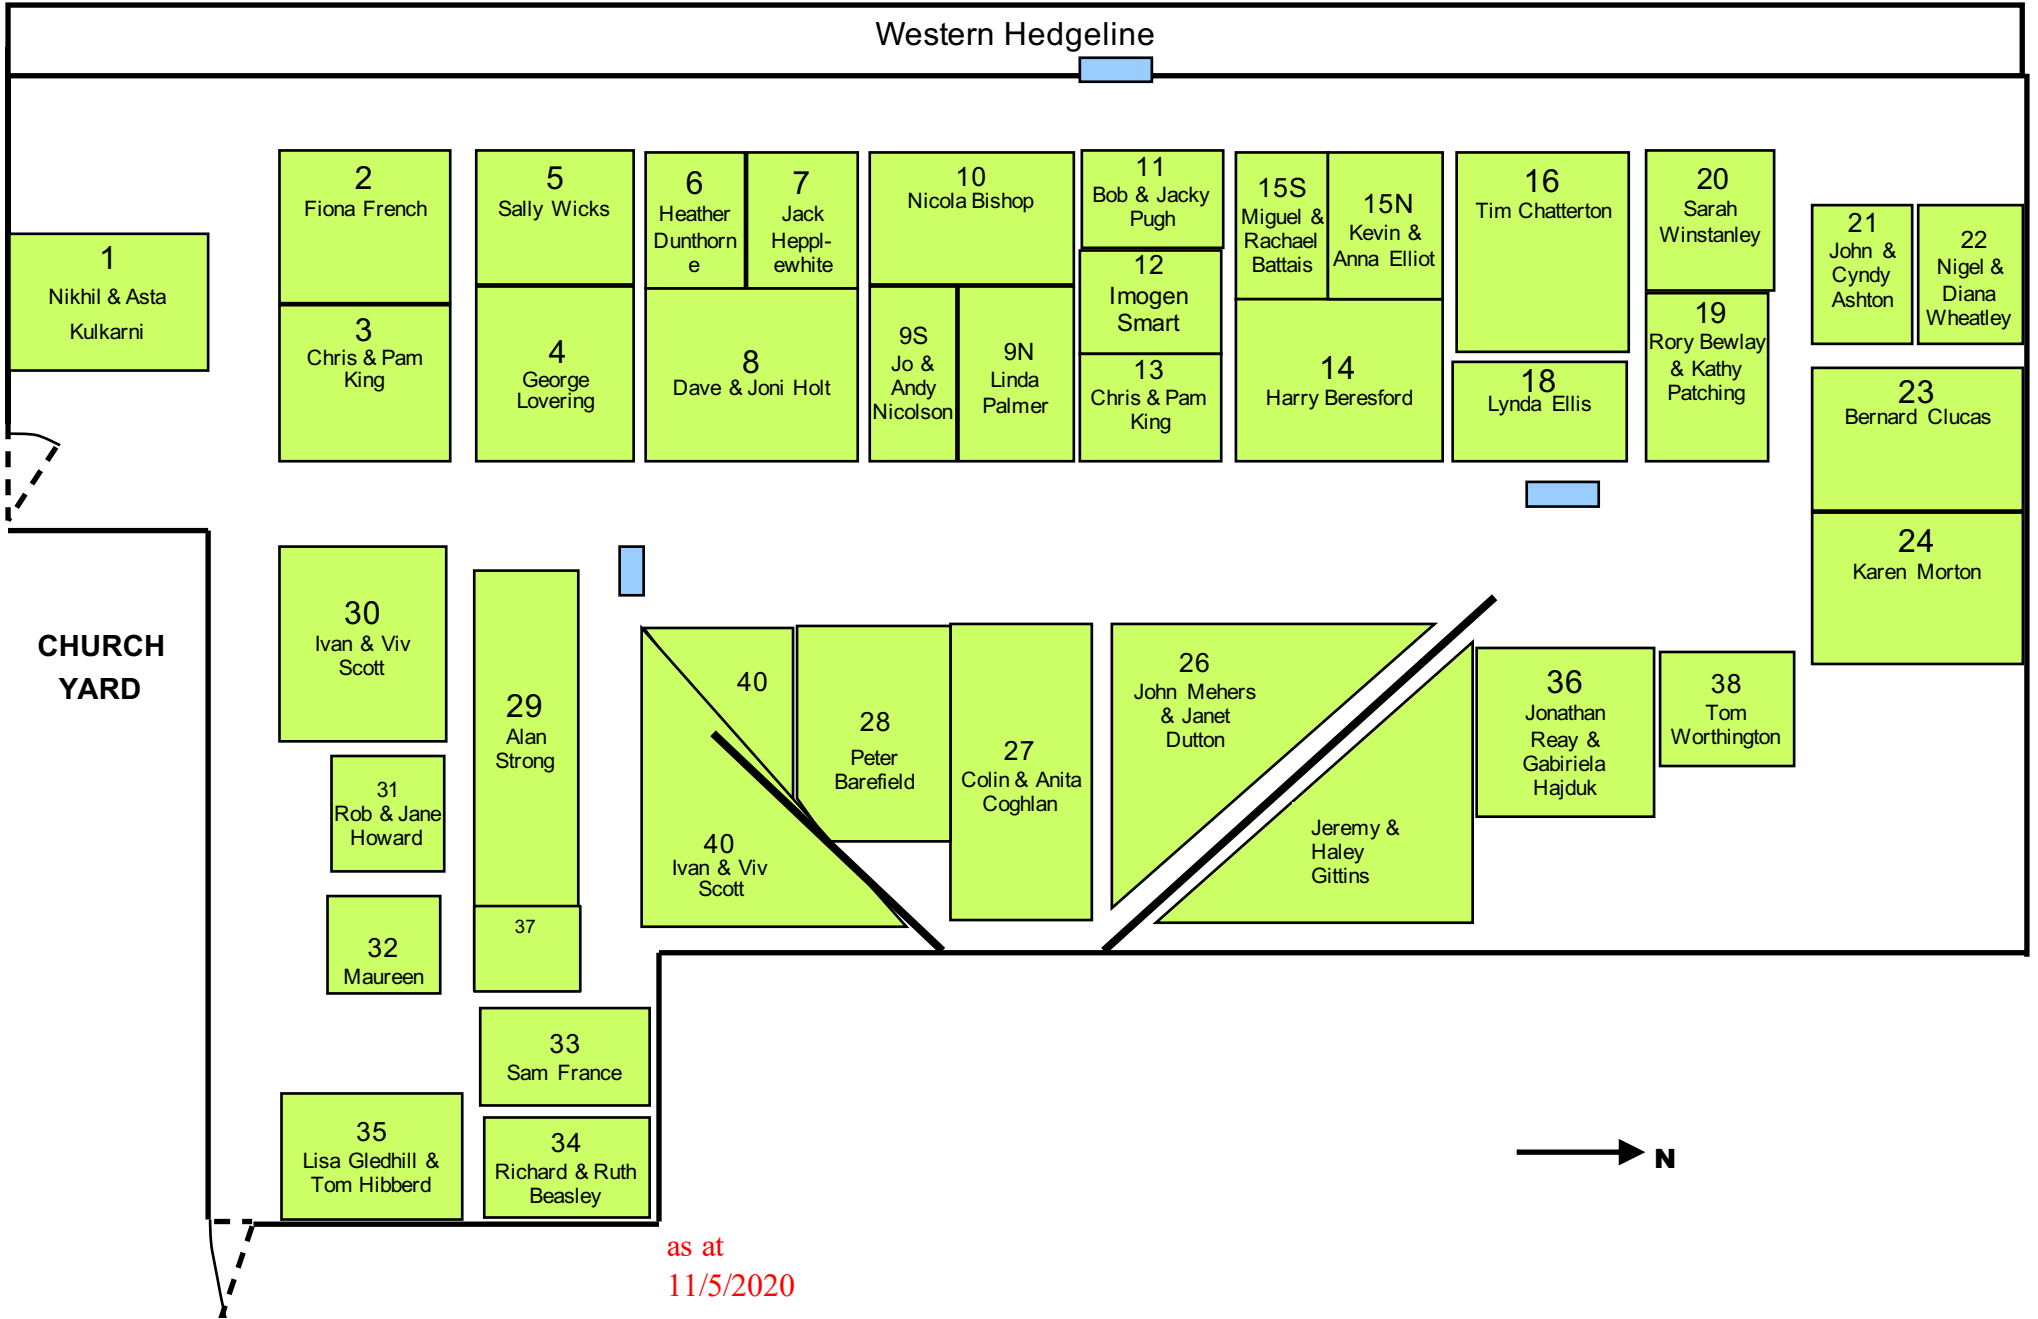 Western Hedgeline
1
Nikhil & Asta
Kulkarni
2
Fiona French
3
Chris & Pam
King
5
Sally Wicks
4
George
Lovering
6
Heather
Dunthorn
e
7
Jack
Heppl-
ewhite
8
Dave & Joni Holt
10
Nicola Bishop
9S
Jo &
Andy
Nicolson
9N
Linda
Palmer
11
Bob & Jacky
Pugh
12
Imogen
Smart
13
Chris & Pam
King
15S
Miguel &
Rachael
Battais
15N
Kevin &
Anna Elliot
14
Harry Beresford
16
Tim Chatterton
18
Lynda Ellis
20
Sarah
Winstanley
19
Rory Bewlay
& Kathy
Patching
21
John &
Cyndy
Ashton
22
Nigel &
Diana
Wheatley
23
Bernard Clucas
24
Karen Morton
CHURCH
YARD
30
Ivan & Viv
Scott
31
Rob & Jane
Howard
32
Maureen
29
Alan
Strong
37
33
Sam France
34
Richard & Ruth
Beasley
35
Lisa Gledhill &
Tom Hibberd
40
40
Ivan & Viv
Scott
28
Peter
Barefield
27
Colin & Anita
Coghlan
26
John Mehers
& Janet
Dutton
Jeremy &
Haley
Gittins
36
Jonathan
Reay &
Gabiriela
Hajduk
38
Tom
Worthington
N
as at
11/5/2020